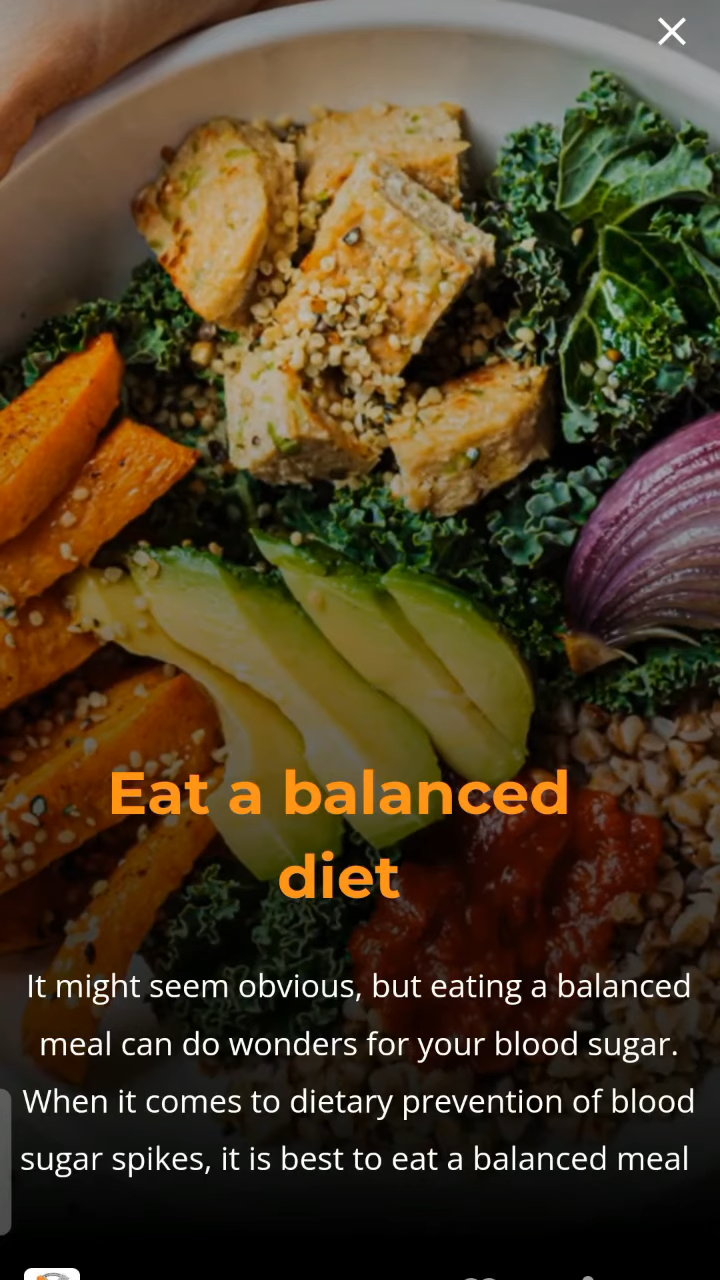 Eat a balanced
diet
It might seem obvious, but eating a balanced
meal can do wonders for your blood sugar.
When it comes to dietary prevention of blood
sugar spikes, it is best to eat a balanced meal